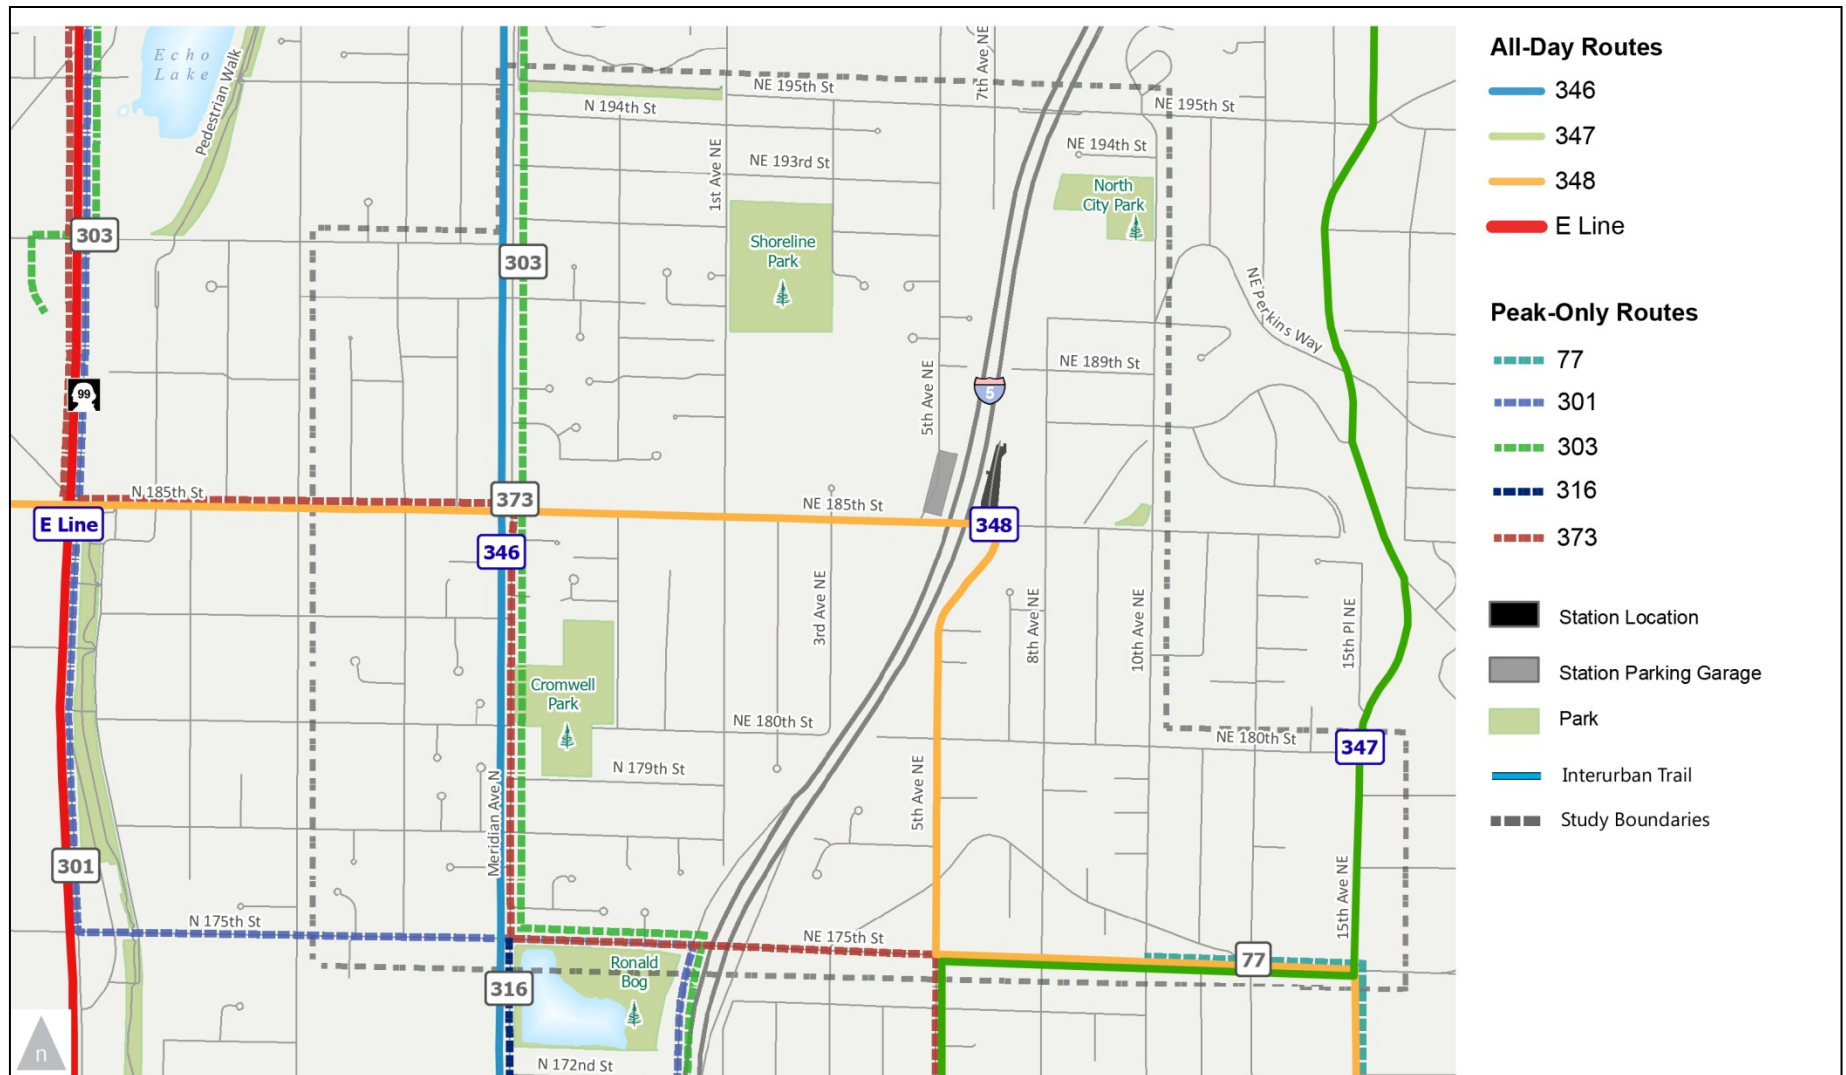 Echo
Lake
Pedestrian Walk
7th Ave NE
NE 195th St
NE 195th St
N 194th St
NE 194th St
1st Ave NE
NE 193rd St
North
City Park
303
303
Shoreline
Park
NE Perkins Way
NE 189th St
99
5
5th Ave NE
N 185th St
373
NE 185th St
E Line
346
348
3rd Ave NE
8th Ave NE
10th Ave NE
15th Pl NE
Cromwell
Park
NE 180th St
NE 180th St
347
N 179th St
Meridian Ave N
5th Ave NE
301
15th Ave NE
N 175th St
NE 175th St
77
Ronald
Bog
316
N 172nd St
n
All-Day Routes
346
347
348
E Line
Peak-Only Routes
77
301
303
316
373
Station Location
Station Parking Garage
Park
Interurban Trail
Study Boundaries